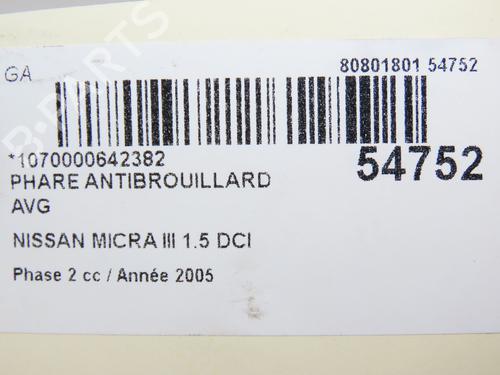 GA
80801801 54752
*1070000642382
54752
PHARE ANTIBROUILLARD
AVG
NISSAN MICRA III 1.5 DCI
Phase 2 cc / Année 2005
B-PARTS